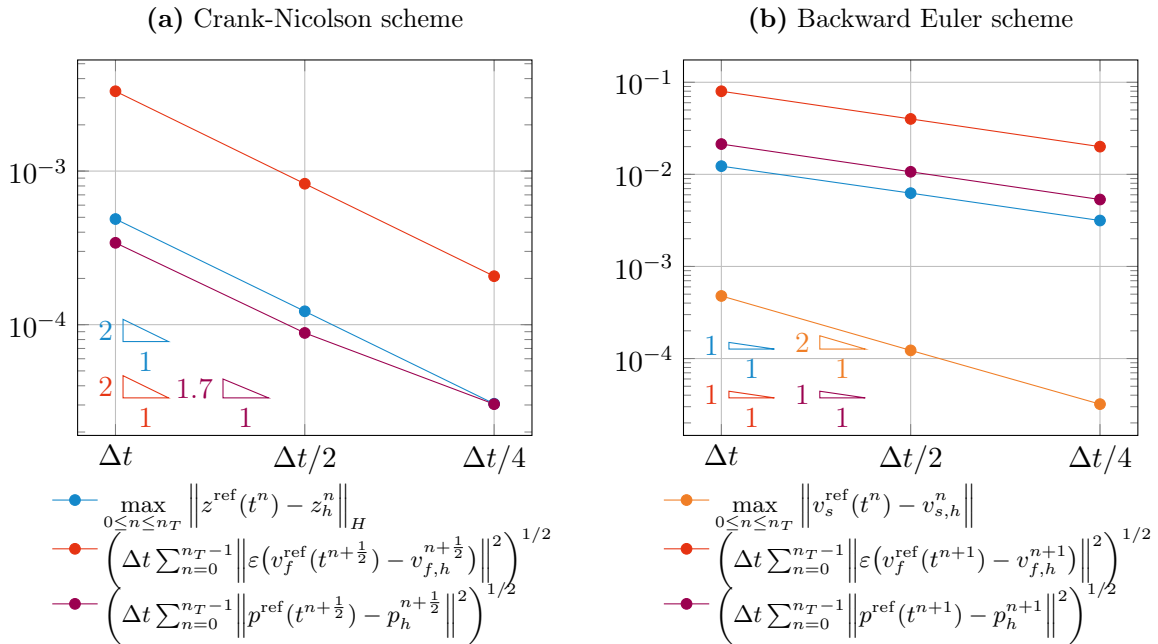 (a) Crank-Nicolson scheme
10^{-3}
10^{-4}
2
1
2
1
1.7
1
Δt
Δt/2
Δt/4
max_{0≤n≤n_T} ‖z^{ref}(t^n) − z_h^n‖_H
(Δt ∑_{n=0}^{n_T−1} ‖ε(v_f^{ref}(t^{n+1/2}) − v_{f,h}^{n+1/2})‖^2)^{1/2}
(Δt ∑_{n=0}^{n_T−1} ‖p^{ref}(t^{n+1/2}) − p_h^{n+1/2}‖^2)^{1/2}
(b) Backward Euler scheme
10^{-1}
10^{-2}
10^{-3}
10^{-4}
1
1
2
1
1
1
1
1
Δt
Δt/2
Δt/4
max_{0≤n≤n_T} ‖v_s^{ref}(t^n) − v_{s,h}^n‖
(Δt ∑_{n=0}^{n_T−1} ‖ε(v_f^{ref}(t^{n+1}) − v_{f,h}^{n+1})‖^2)^{1/2}
(Δt ∑_{n=0}^{n_T−1} ‖p^{ref}(t^{n+1}) − p_h^{n+1}‖^2)^{1/2}